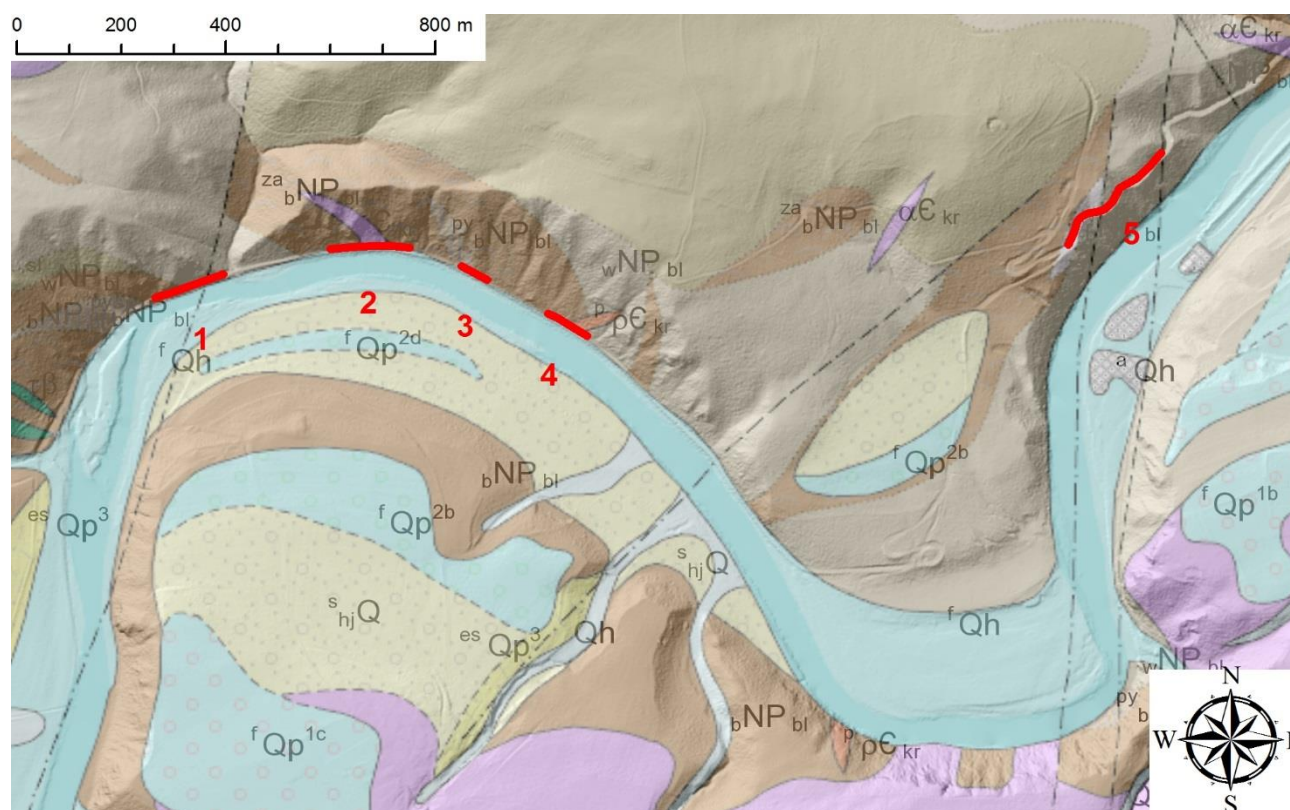 0 200 400 800 m
αЄ kr
bl
za b NP bl
py b NP bl
za b NP bl
αЄ kr
w NP bl
5 bl
sl w NP bl
b NP bl
NP bl
2
3
p ρЄ kr
1
f Qh
f Qp 2d
4
a Qh
τβ
b NP bl
f Qp 2b
es Qp 3
f Qp 2b
f Qp 1b
s hj Q
s hj Q
es Qp 3
Qh
f Qh
w NP bl
N
py b
b NP bl
W
f Qp 1c
p ρЄ kr
S